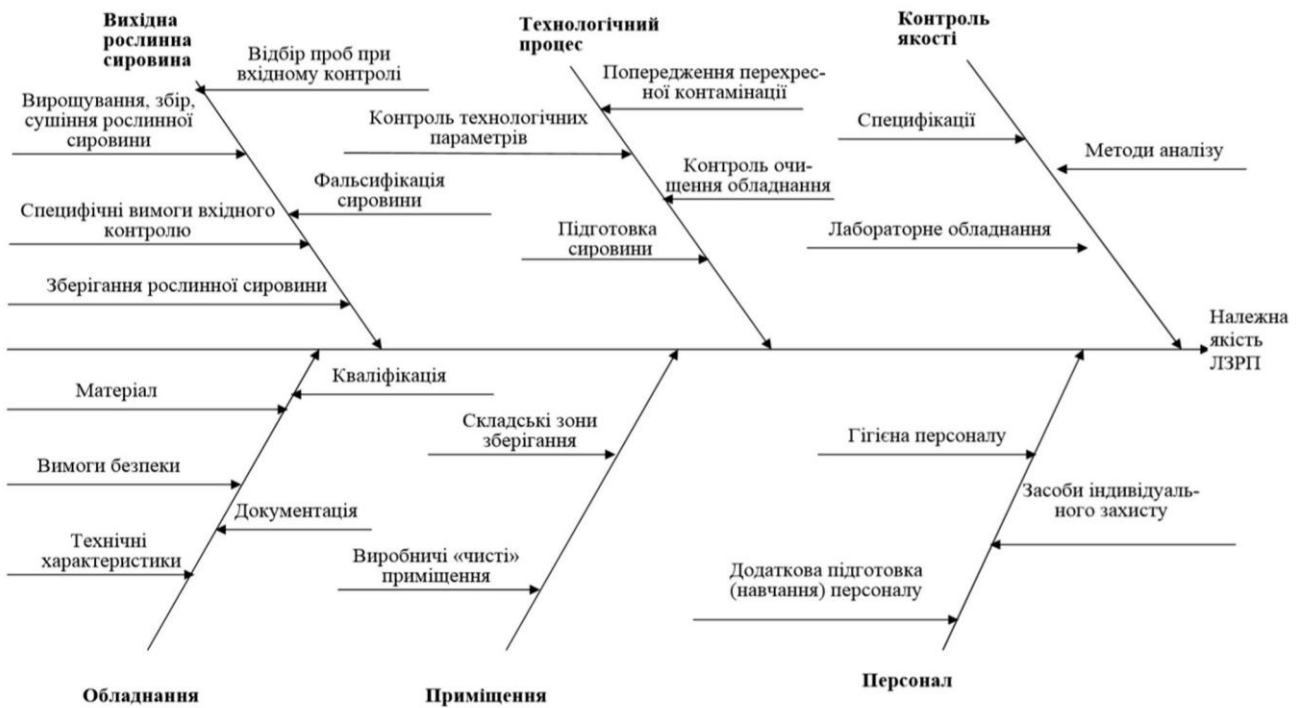 Вихідна
рослинна
сировина
Відбір проб при
вхідному контролі
Вирощування, збір,
сушіння рослинної
сировини
Фальсифікація
сировини
Специфічні вимоги вхідного
контролю
Зберігання рослинної сировини
Технологічний
процес
Попередження перехрес-
ної контамінації
Контроль технологічних
параметрів
Контроль очи-
щення обладнання
Підготовка
сировини
Контроль
якості
Специфікації
Методи аналізу
Лабораторне обладнання
Належна
якість
ЛЗРП
Кваліфікація
Матеріал
Вимоги безпеки
Документація
Технічні
характеристики
Обладнання
Складські зони
зберігання
Виробничі «чисті»
приміщення
Приміщення
Гігієна персоналу
Засоби індивідуаль-
ного захисту
Додаткова підготовка
(навчання) персоналу
Персонал